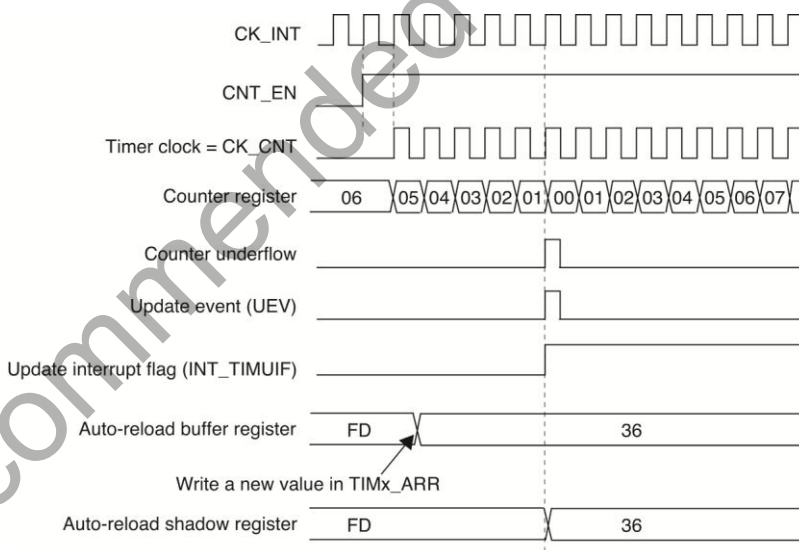 CK_INT
CNT_EN
Timer clock = CK_CNT
Counter register 06 05 04 03 02 01 00 01 02 03 04 05 06 07
Counter underflow
Update event (UEV)
Update interrupt flag (INT_TIMUIF)
Auto-reload buffer register FD 36
Write a new value in TIMx_ARR
Auto-reload shadow register FD 36
commended